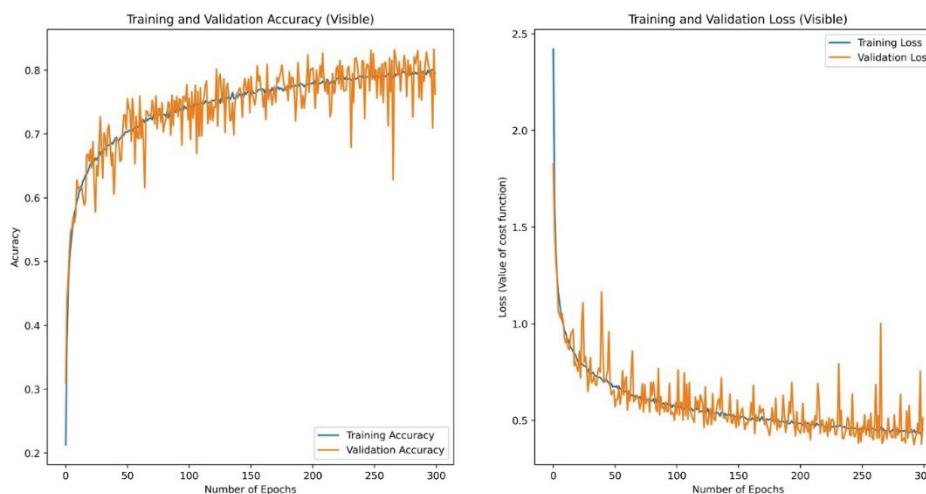 Training and Validation Accuracy (Visible)
0.8
0.7
0.6
0.5
0.4
0.3
0.2
Acuracy
0
50
100
150
200
250
300
Number of Epochs
Training Accuracy
Validation Accuracy
Training and Validation Loss (Visible)
2.5
2.0
1.5
1.0
0.5
Loss (Value of cost function)
0
50
100
150
200
250
Number of Epochs
Training Loss
Validation Los